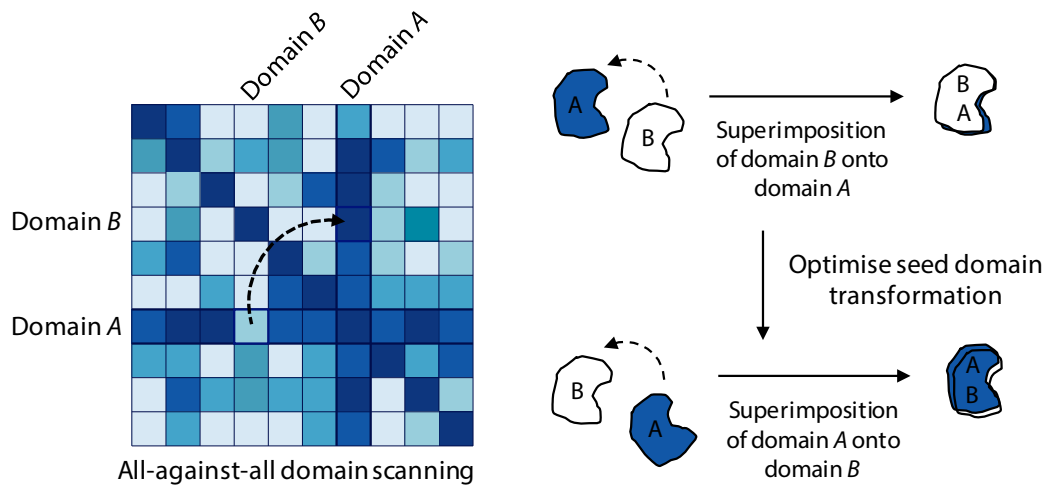 Domain B
Domain A
Domain B
Domain A
All-against-all domain scanning
A
B
Superimposition
of domain B onto
domain A
B
A
Optimise seed domain
transformation
B
A
Superimposition
of domain A onto
domain B
A
B